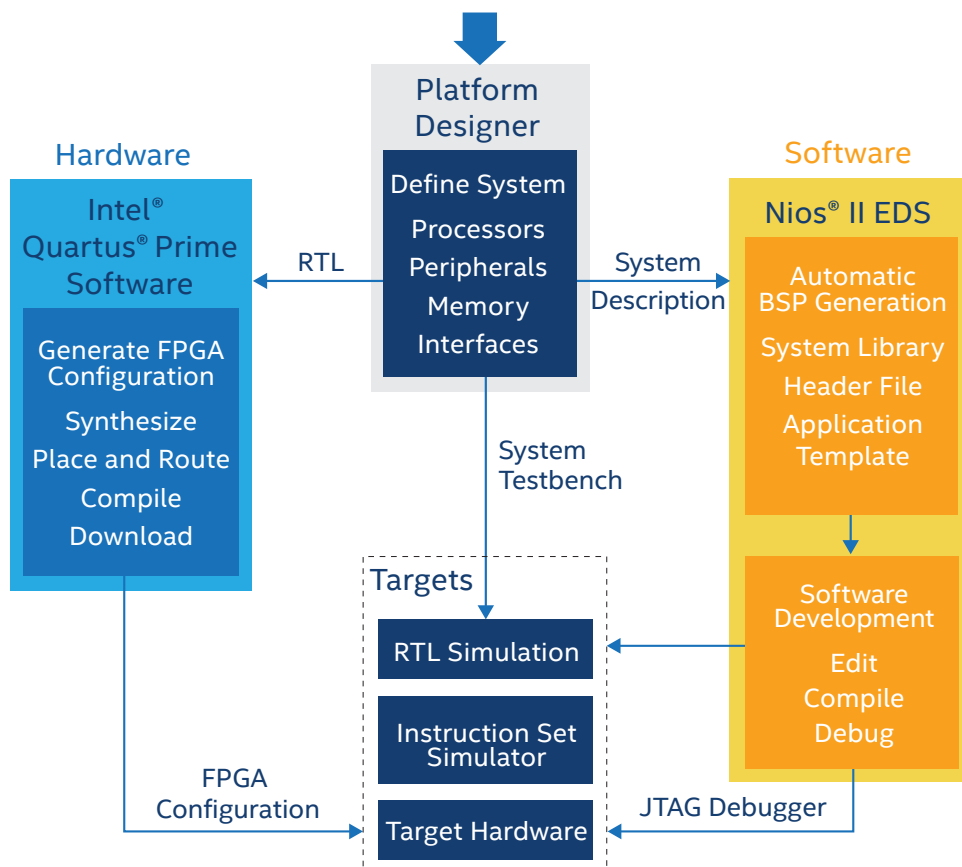 Platform
Designer
Define System
Processors
Peripherals
Memory
Interfaces
Hardware
Intel®
Quartus® Prime
Software
Generate FPGA
Configuration
Synthesize
Place and Route
Compile
Download
RTL
System
Description
Software
Nios® II EDS
Automatic
BSP Generation
System Library
Header File
Application
Template
Software
Development
Edit
Compile
Debug
System
Testbench
Targets
RTL Simulation
Instruction Set
Simulator
Target Hardware
FPGA
Configuration
JTAG Debugger